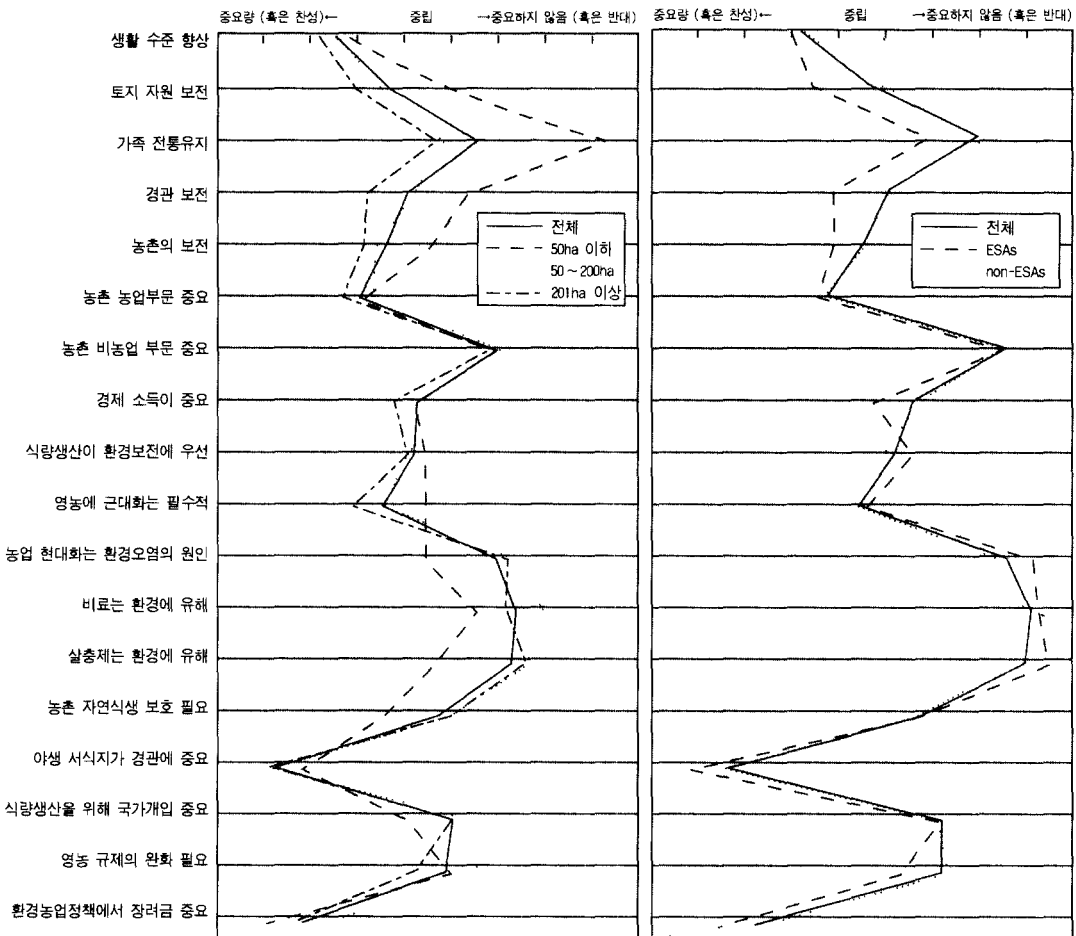 중요량 (혹은 찬성)← 중립 →중요하지 않음 (혹은 반대)
중요량 (혹은 찬성)← 중립 →중요하지 않음 (혹은 반대)
생활 수준 향상
토지 자원 보전
가족 전통유지
경관 보전
농촌의 보전
농촌 농업부문 중요
농촌 비농업 부문 중요
경제 소득이 중요
식량생산이 환경보전에 우선
영농에 근대화는 필수적
농업 현대화는 환경오염의 원인
비료는 환경에 유해
살충제는 환경에 유해
농촌 자연식생 보호 필요
야생 서식지가 경관에 중요
식량생산을 위해 국가개입 중요
영농 규제의 완화 필요
환경농업정책에서 장려금 중요
전체
50ha 이하
50~200ha
201ha 이상
전체
ESAs
non-ESAs